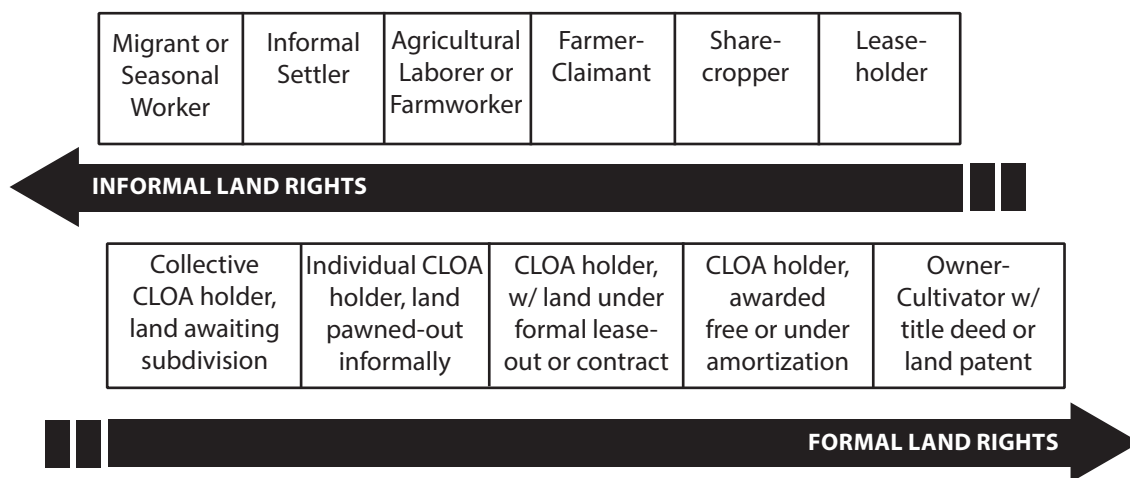 Migrant or
Seasonal
Worker
Informal
Settler
Agricultural
Laborer or
Farmworker
Farmer-
Claimant
Share-
cropper
Lease-
holder
INFORMAL LAND RIGHTS
Collective
CLOA holder,
land awaiting
subdivision
Individual CLOA
holder, land
pawned-out
informally
CLOA holder,
w/ land under
formal lease-
out or contract
CLOA holder,
awarded
free or under
amortization
Owner-
Cultivator w/
title deed or
land patent
FORMAL LAND RIGHTS